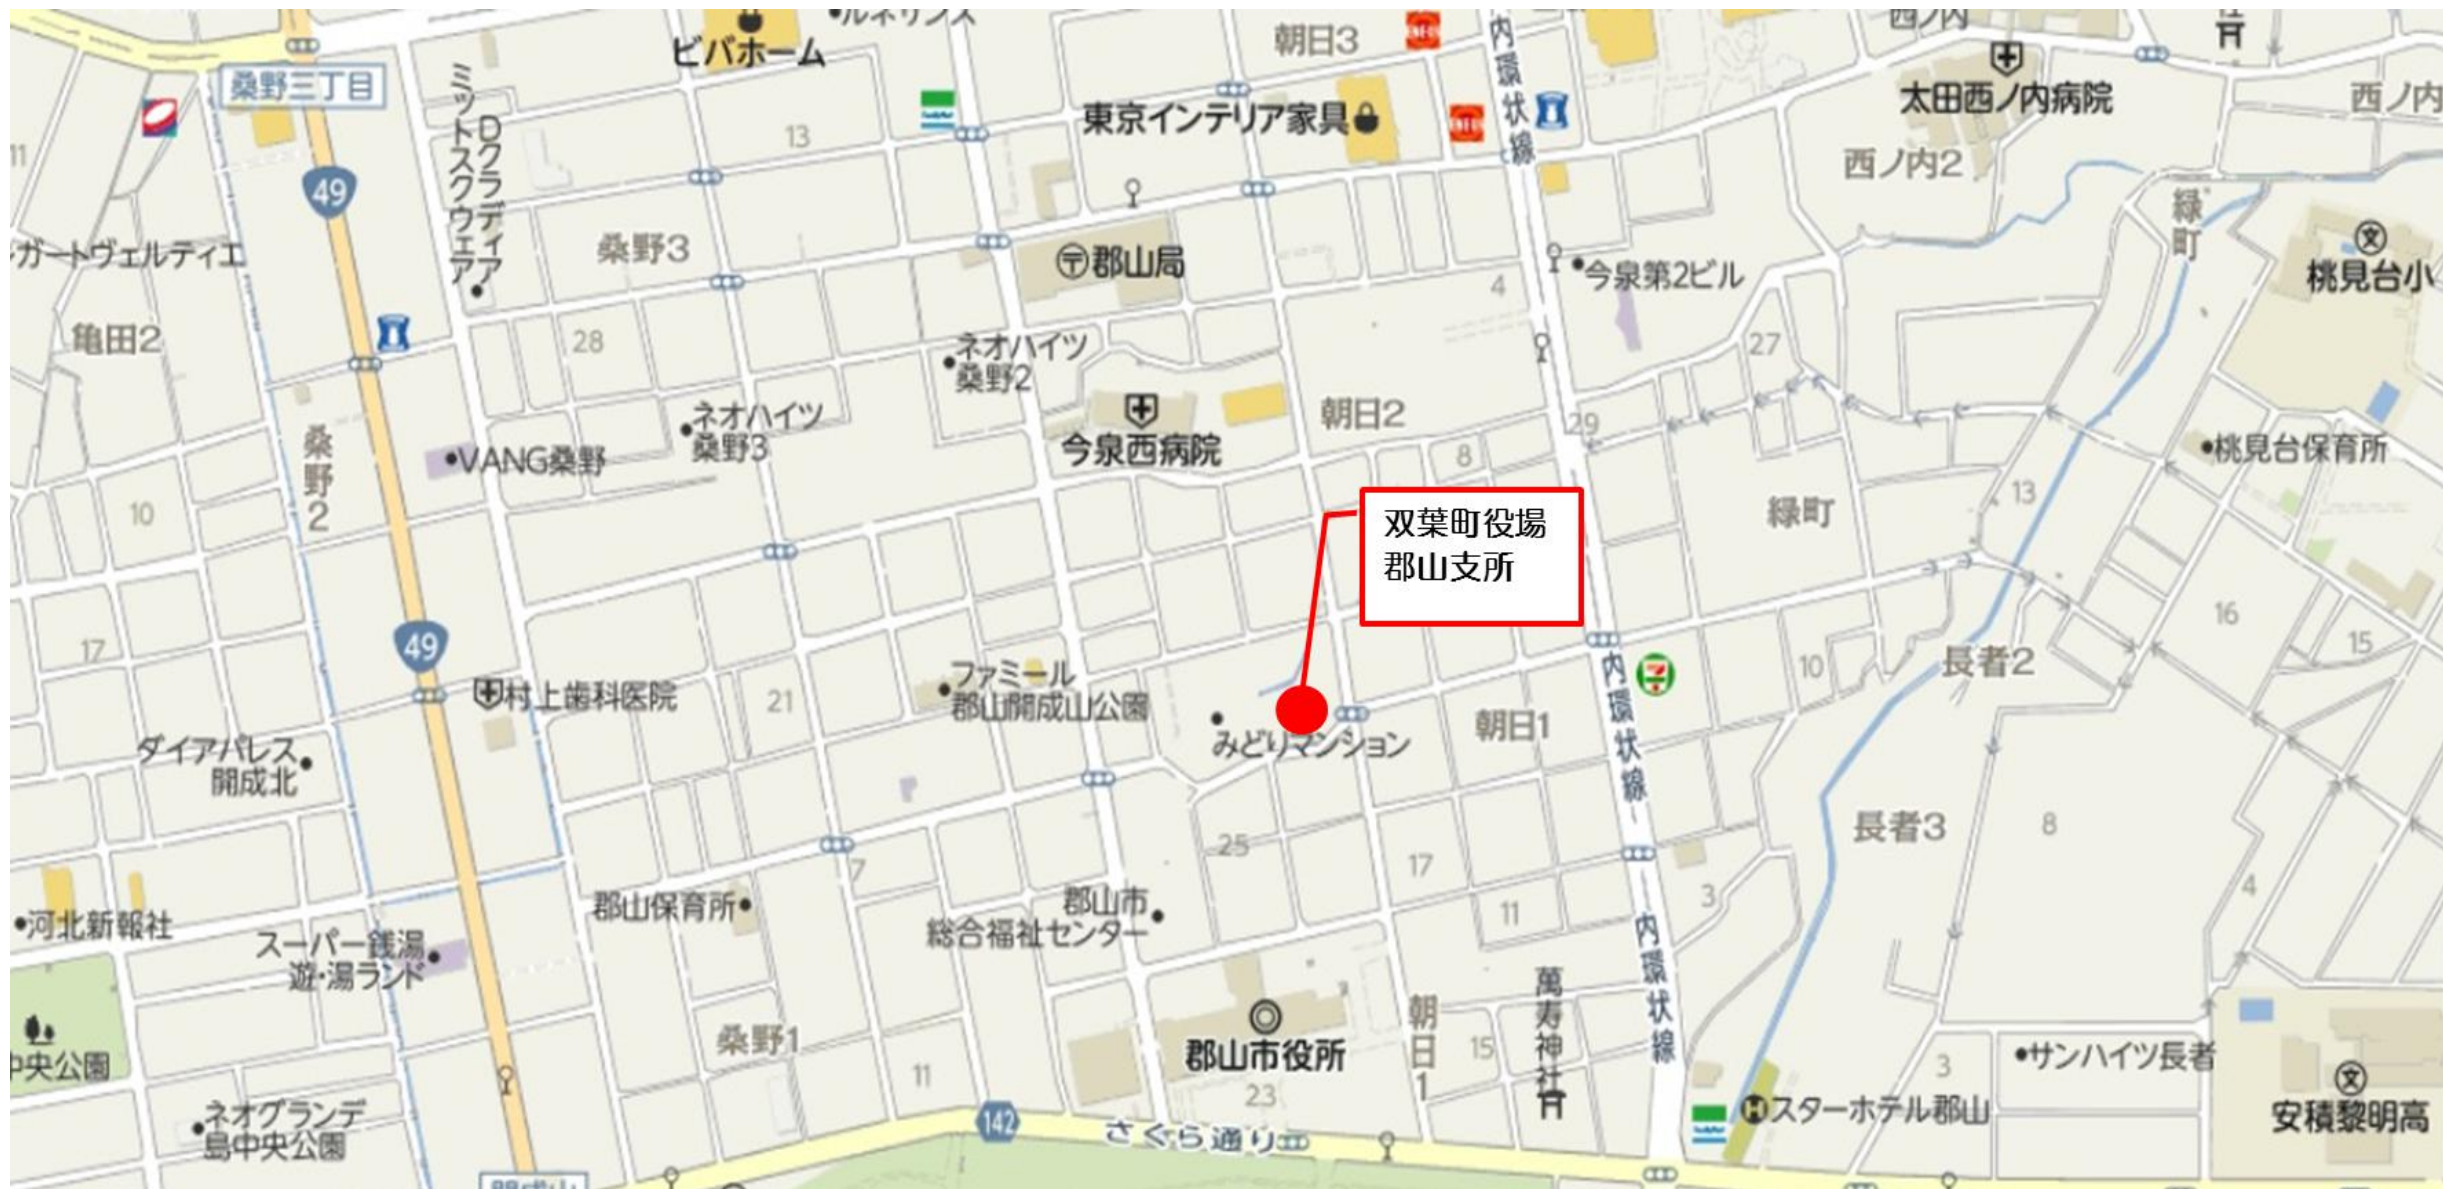 ビバホーム
朝日3
内環状線
西ノ内
桑野三丁目
ミットスクウェア
Dクラディア
東京インテリア家具
太田西ノ内病院
西ノ内
11
13
西ノ内2
49
緑町
ガートヴェルティエ
桑野3
郡山局
今泉第2ビル
桃見台小
4
亀田2
28
ネオハイツ
桑野2
27
ネオハイツ
桑野3
今泉西病院
朝日2
29
桑野2
VANG桑野
8
桃見台保育所
10
13
緑町
双葉町役場
郡山支所
16
15
17
49
長者2
10
村上歯科医院
21
ファミール
郡山開成山公園
みどりマンション
朝日1
内環状線
ダイアパレス
開成北
25
17
長者3
8
7
3
4
河北新報社
郡山保育所
郡山市
総合福祉センター
11
内環状線
スーパー銭湯
遊・湯ランド
萬寿神社
朝日1
中央公園
桑野1
郡山市役所
15
3
サンハイツ長者
11
23
ネオグランデ
島中央公園
142
さくら通り
スターホテル郡山
安積黎明高